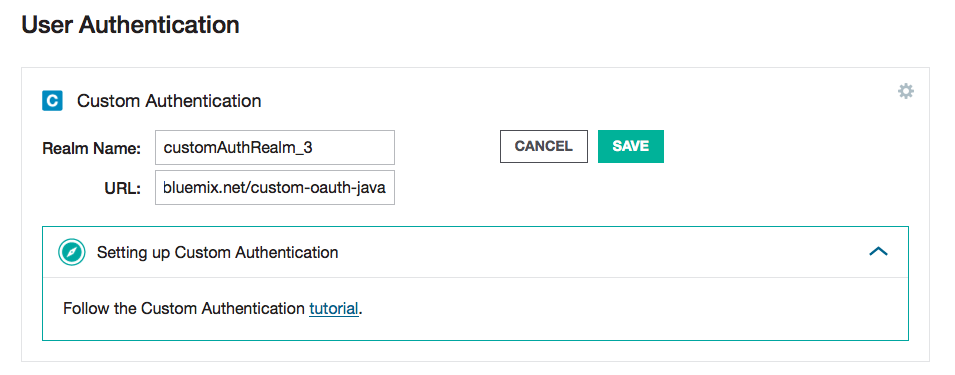 User Authentication
C Custom Authentication
Realm Name: customAuthRealm_3 CANCEL SAVE
URL: bluemix.net/custom-oauth-java
Setting up Custom Authentication
Follow the Custom Authentication tutorial.